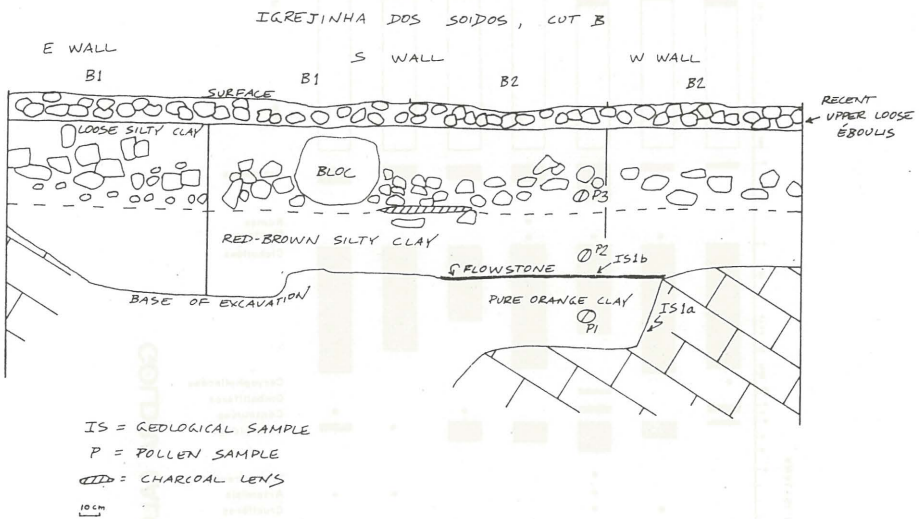 IGREJINHA DOS SOIDOS, CUT B
E WALL
S WALL
W WALL
B1
B1
B2
B2
SURFACE
RECENT
UPPER LOOSE
ÉBOULIS
LOOSE SILTY CLAY
BLOC
P3
RED-BROWN SILTY CLAY
P2
IS1b
FLOWSTONE
BASE OF EXCAVATION
PURE ORANGE CLAY
P1
IS1a
IS = GEOLOGICAL SAMPLE
P = POLLEN SAMPLE
= CHARCOAL LENS
10 cm